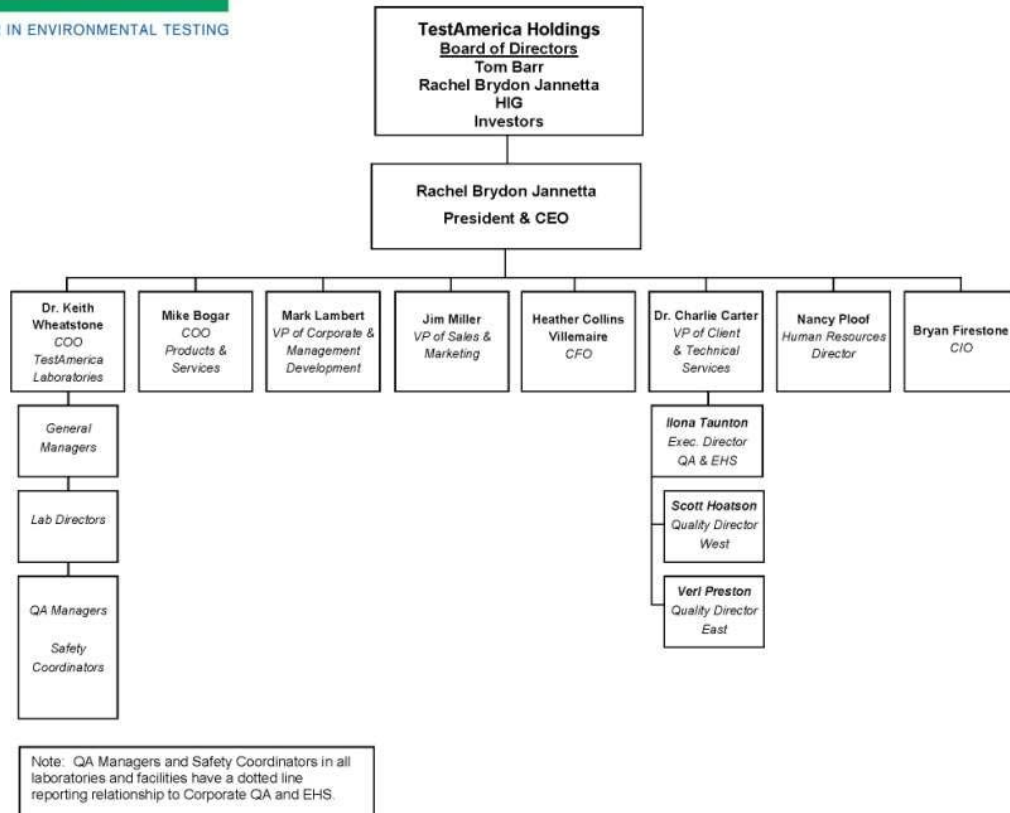 IN ENVIRONMENTAL TESTING
TestAmerica Holdings
Board of Directors
Tom Barr
Rachel Brydon Jannetta
HIG
Investors
Rachel Brydon Jannetta
President & CEO
Dr. Keith
Wheatstone
COO
TestAmerica
Laboratories
Mike Bogar
COO
Products &
Services
Mark Lambert
VP of Corporate &
Management
Development
Jim Miller
VP of Sales &
Marketing
Heather Collins
Villemaire
CFO
Dr. Charlie Carter
VP of Client
& Technical
Services
Nancy Ploof
Human Resources
Director
Bryan Firestone
CIO
General
Managers
Lab Directors
QA Managers
Safety
Coordinators
Ilona Taunton
Exec. Director
QA & EHS
Scott Hoatson
Quality Director
West
Verl Preston
Quality Director
East
Note: QA Managers and Safety Coordinators in all
laboratories and facilities have a dotted line
reporting relationship to Corporate QA and EHS.